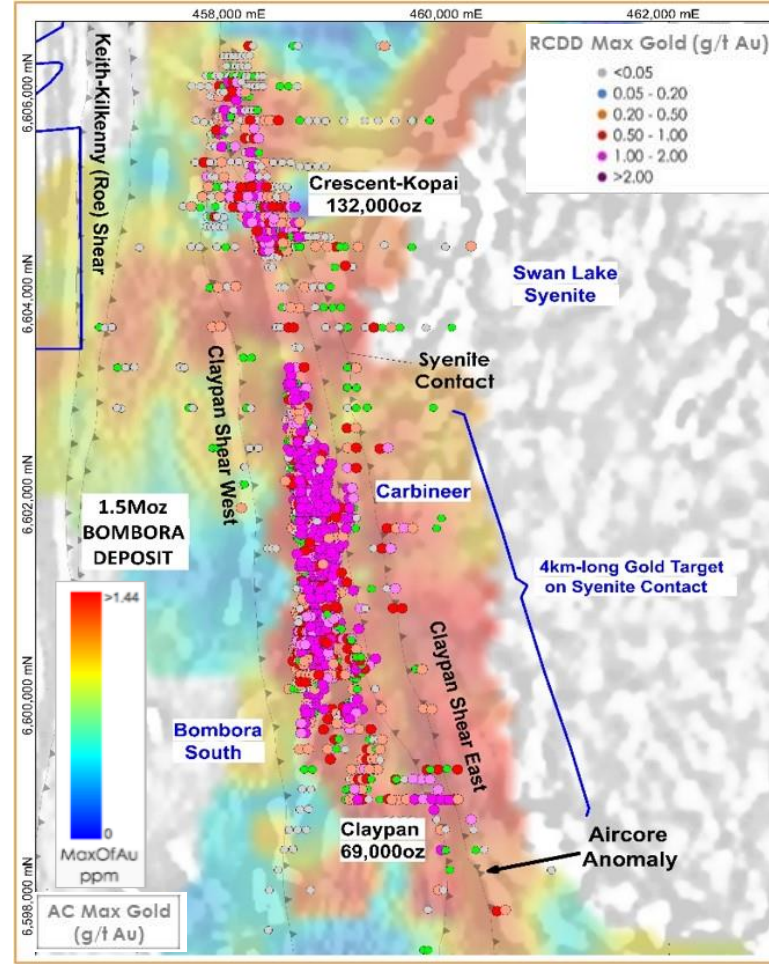 458,000 mE
460,000 mE
462,000 mE
6,606,000 mN
6,604,000 mN
6,602,000 mN
6,600,000 mN
6,598,000 mN
RCDD Max Gold (g/t Au)
<0.05
0.05 - 0.20
0.20 - 0.50
0.50 - 1.00
1.00 - 2.00
>2.00
Keith-Kilkenny (Roe) Shear
Crescent-Kopai
132,000oz
Swan Lake
Syenite
Syenite
Contact
Claypan Shear West
Carbineer
1.5Moz
BOMBORA
DEPOSIT
4km-long Gold Target
on Syenite Contact
Claypan Shear East
Bombora
South
Claypan
69,000oz
Aircore
Anomaly
>1.44
0
MaxOfAu
ppm
AC Max Gold
(g/t Au)